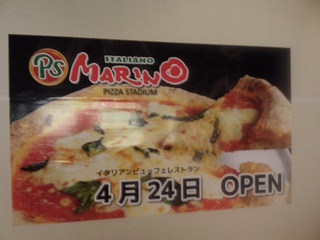 PS
ITALIANO
MARINO
PIZZA STADIUM
イタリアンビュッフェレストラン
4月24日 OPEN